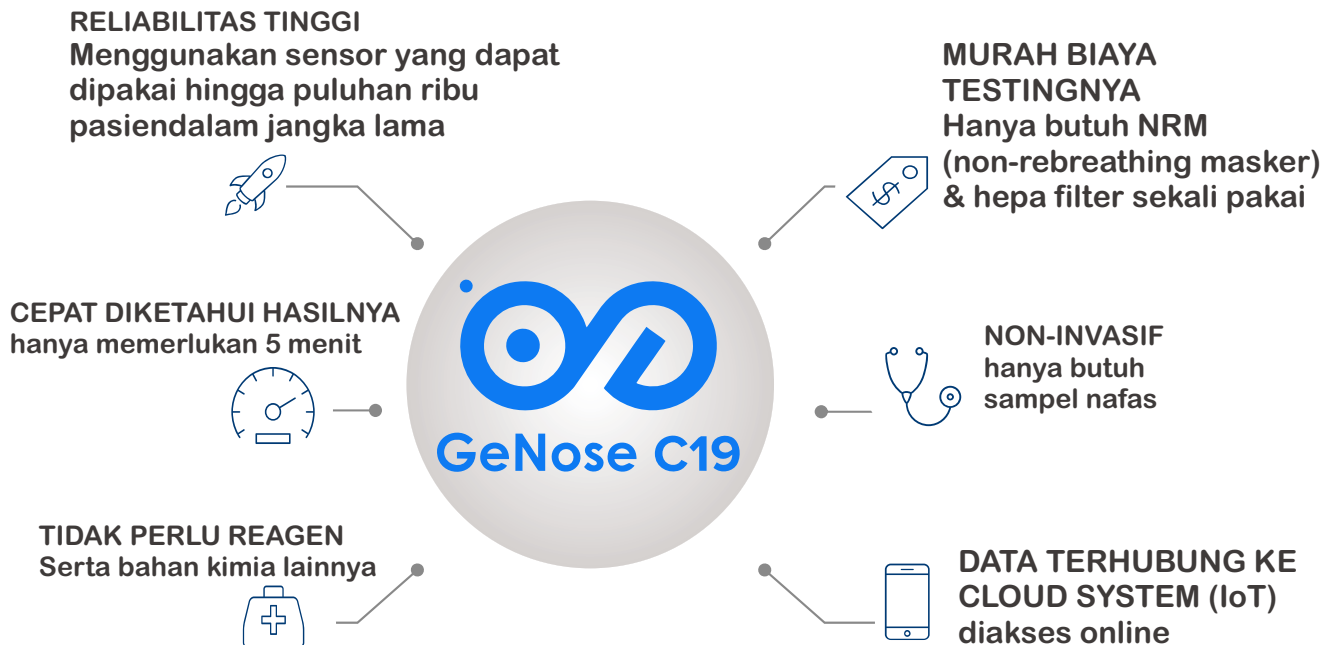 RELIABILITAS TINGGI
Menggunakan sensor yang dapat
dipakai hingga puluhan ribu
pasiendalam jangka lama
MURAH BIAYA
TESTINGNYA
Hanya butuh NRM
(non-rebreathing masker)
& hepa filter sekali pakai
CEPAT DIKETAHUI HASILNYA
hanya memerlukan 5 menit
NON-INVASIF
hanya butuh
sampel nafas
GeNose C19
TIDAK PERLU REAGEN
Serta bahan kimia lainnya
DATA TERHUBUNG KE
CLOUD SYSTEM (IoT)
diakses online